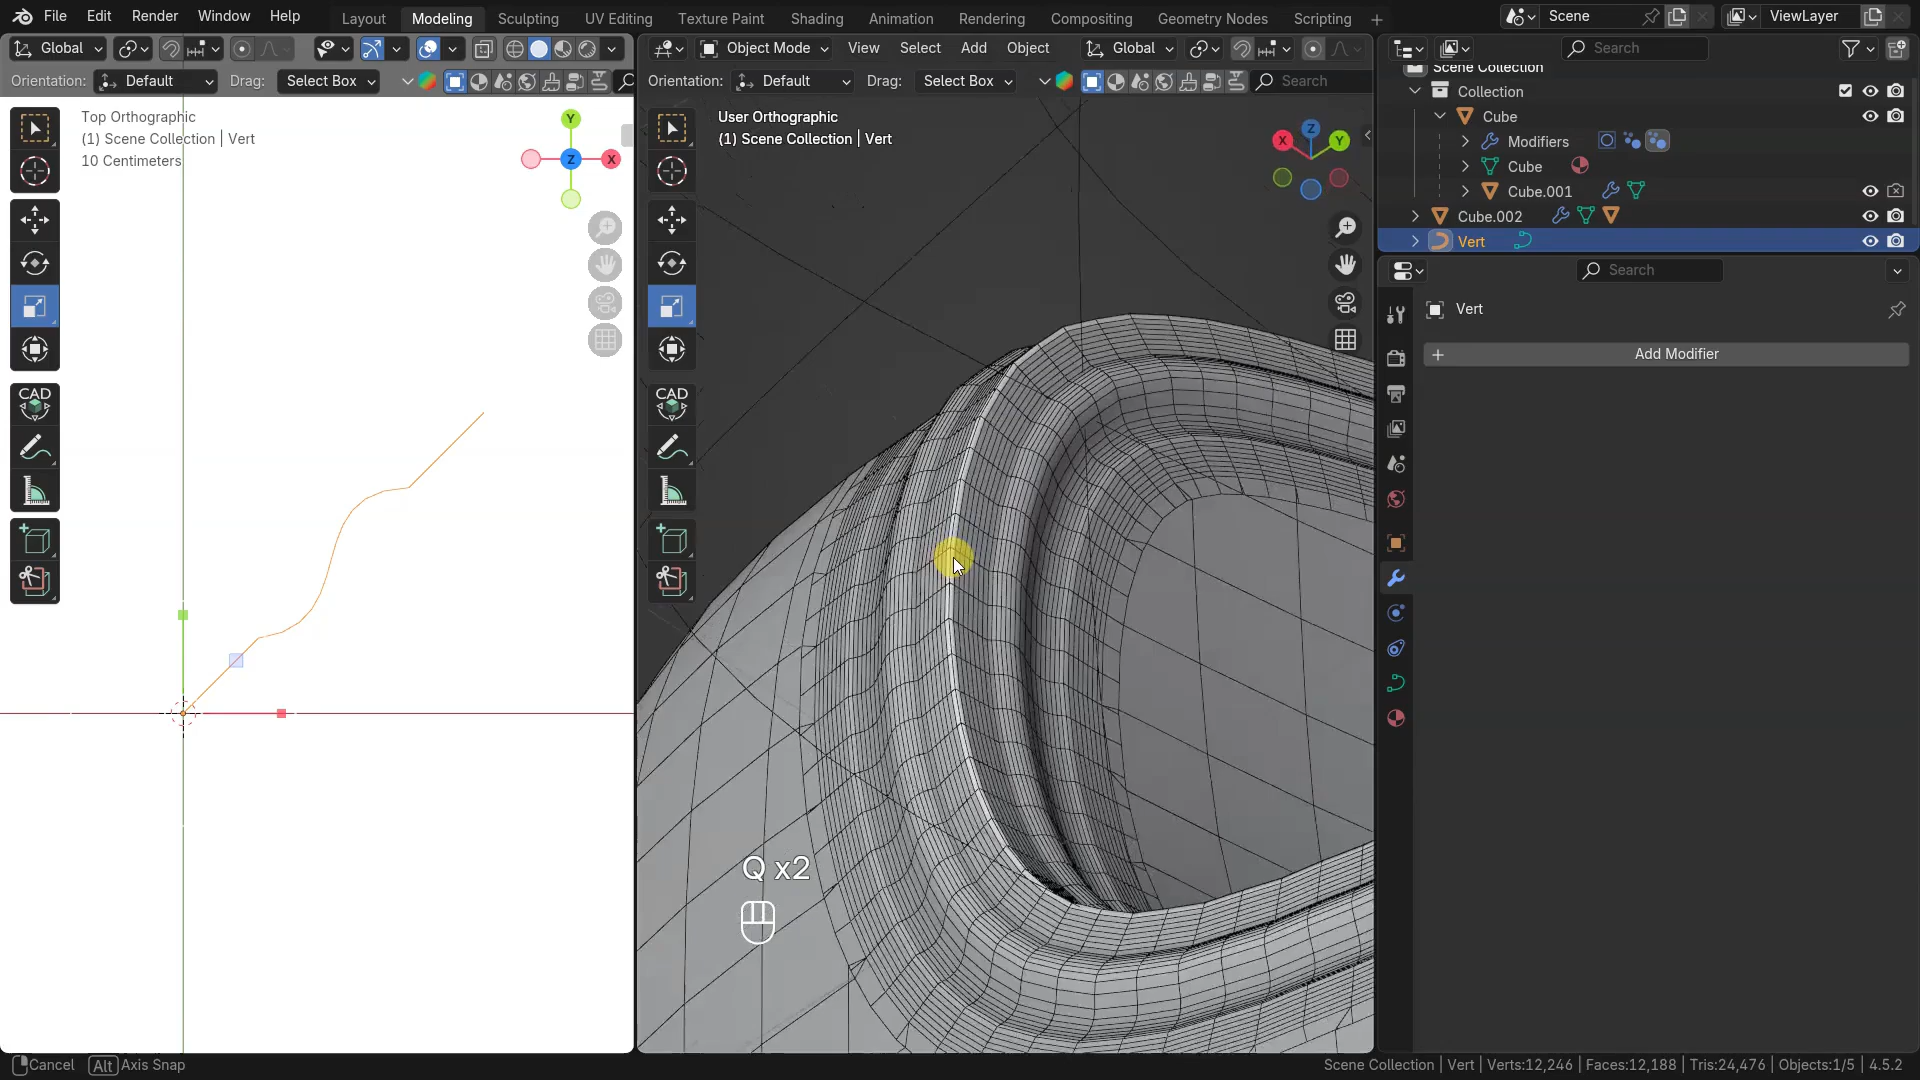 File Edit Render Window Help
Layout Modeling Sculpting UV Editing Texture Paint Shading Animation Rendering Compositing Geometry Nodes Scripting +
Scene ViewLayer
Global
Object Mode View Select Add Object Global
Search
Orientation: Default Drag: Select Box
Orientation: Default Drag: Select Box Search
Top Orthographic
(1) Scene Collection | Vert
10 Centimeters
Y
Z
X
CAD
User Orthographic
(1) Scene Collection | Vert
Z
X
Y
CAD
Q x2
Scene Collection
Collection
Cube
Modifiers
Cube
Cube.001
Cube.002
Vert
Search
Vert
+ Add Modifier
Cancel Alt Axis Snap
Scene Collection | Vert | Verts:12,246 | Faces:12,188 | Tris:24,476 | Objects:1/5 | 4.5.2